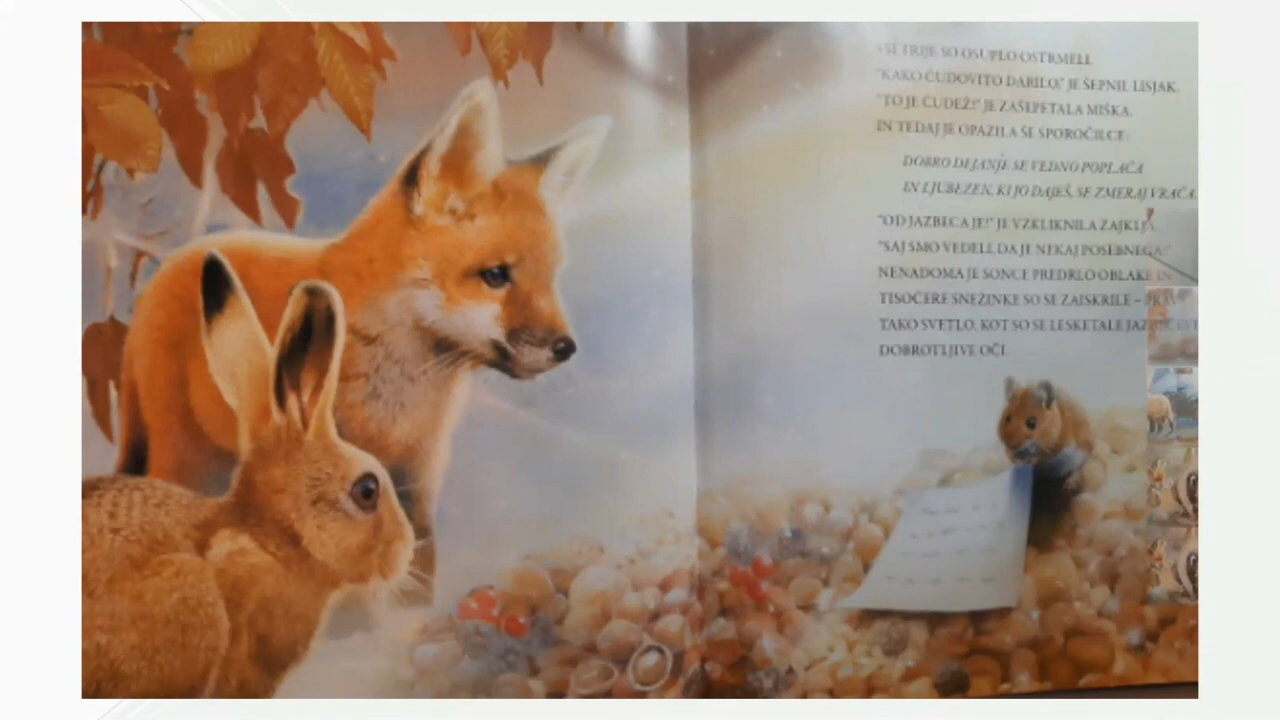 VSI TRIJE SO OSUPLO OSTRMELI.
"KAKO ČUDOVITO DARILO!" JE ŠEPNIL LISJAK.
"TO JE ČUDEŽ!" JE ZAŠEPETALA MIŠKA.
IN TEDAJ JE OPAZILA ŠE SPOROČILCE:
DOBRO DEJANJE SE VEDNO POPLAČA
IN LJUBEZEN, KI JO DAJEŠ, SE ZMERAJ VRAČA.
"OD JAZBECA JE!" JE VZKLIKNILA ZAJKLJA.
"SAJ SMO VEDELI, DA JE NEKAJ POSEBNEGA!"
NENADOMA JE SONCE PREDRLO OBLAKE IN
TISOČERE SNEŽINKE SO SE ZAISKRILE – PRAV
TAKO SVETLO, KOT SO SE LESKETALE
DOBROTLJIVE OČI.